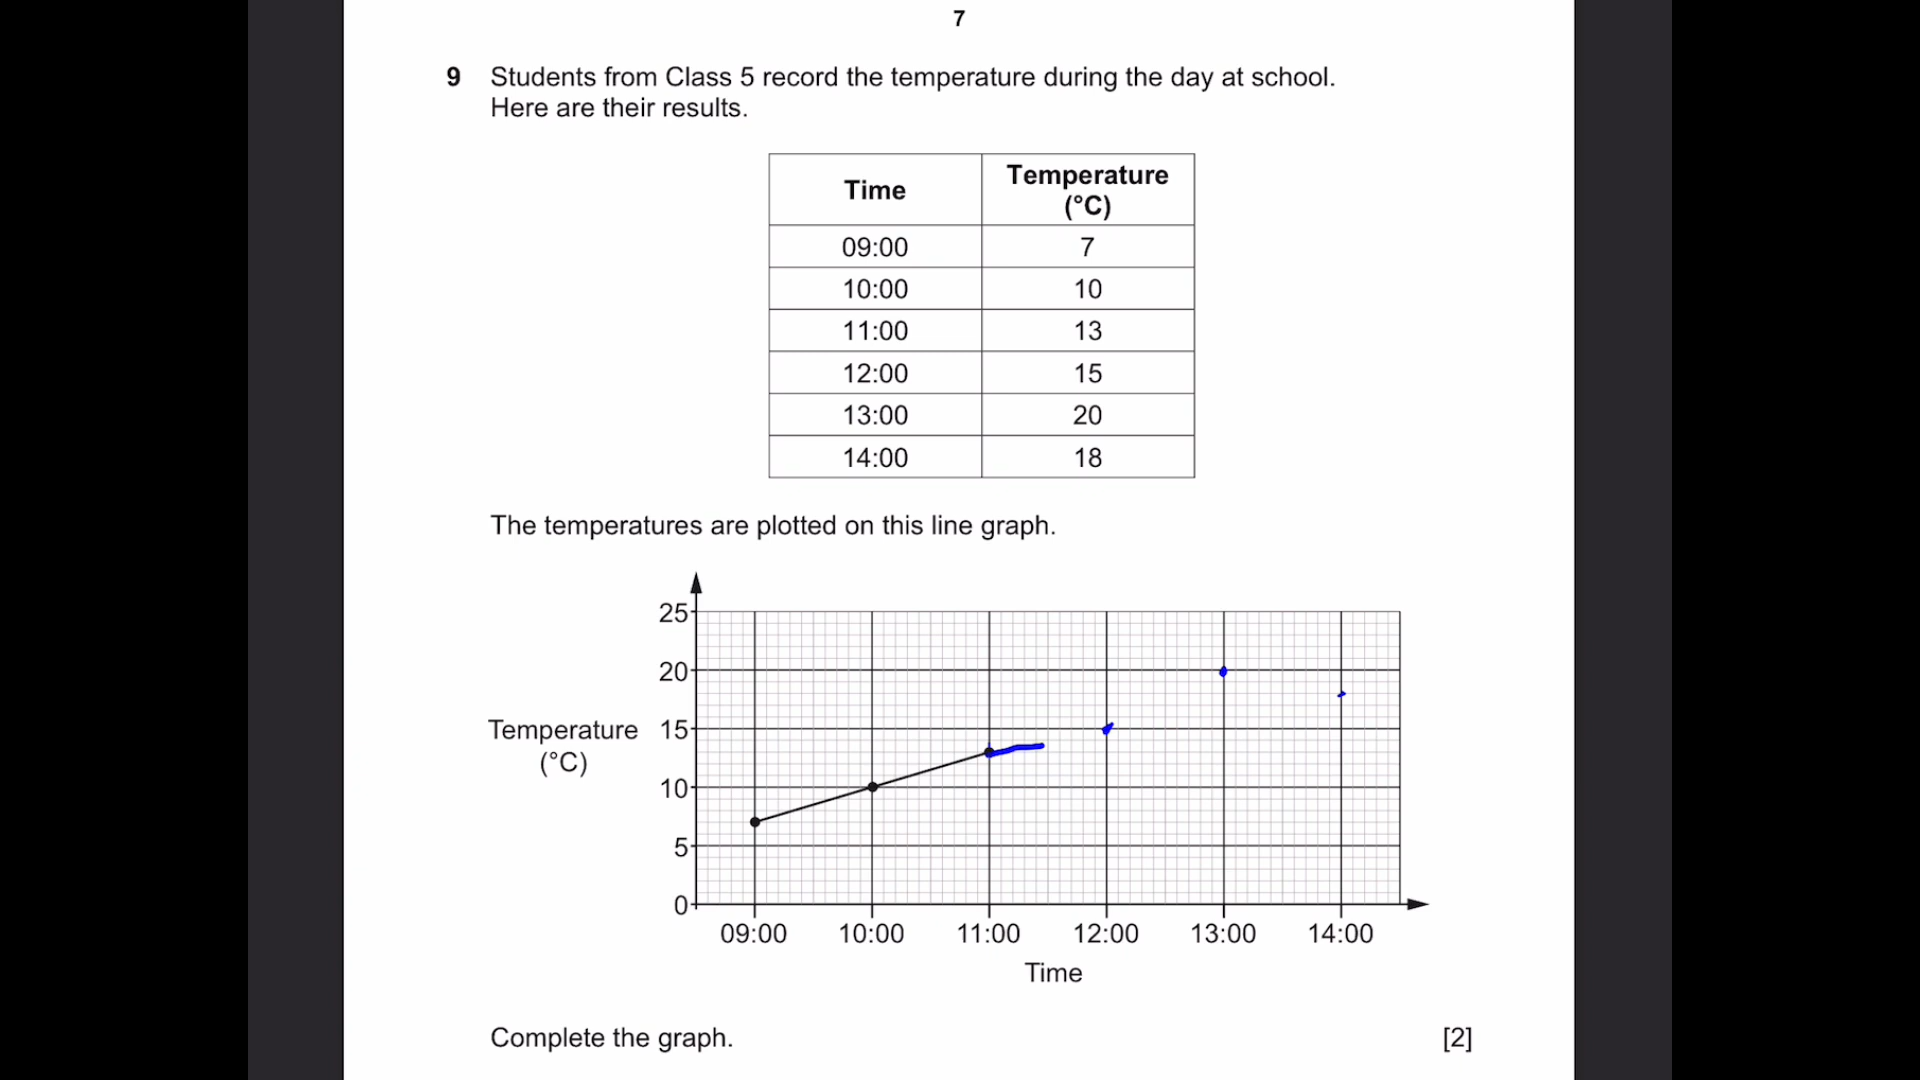 7
9 Students from Class 5 record the temperature during the day at school.
Here are their results.
Time Temperature (°C)
09:00 7
10:00 10
11:00 13
12:00 15
13:00 20
14:00 18
The temperatures are plotted on this line graph.
25
20
Temperature 15
(°C)
10
5
0
09:00 10:00 11:00 12:00 13:00 14:00
Time
Complete the graph. [2]